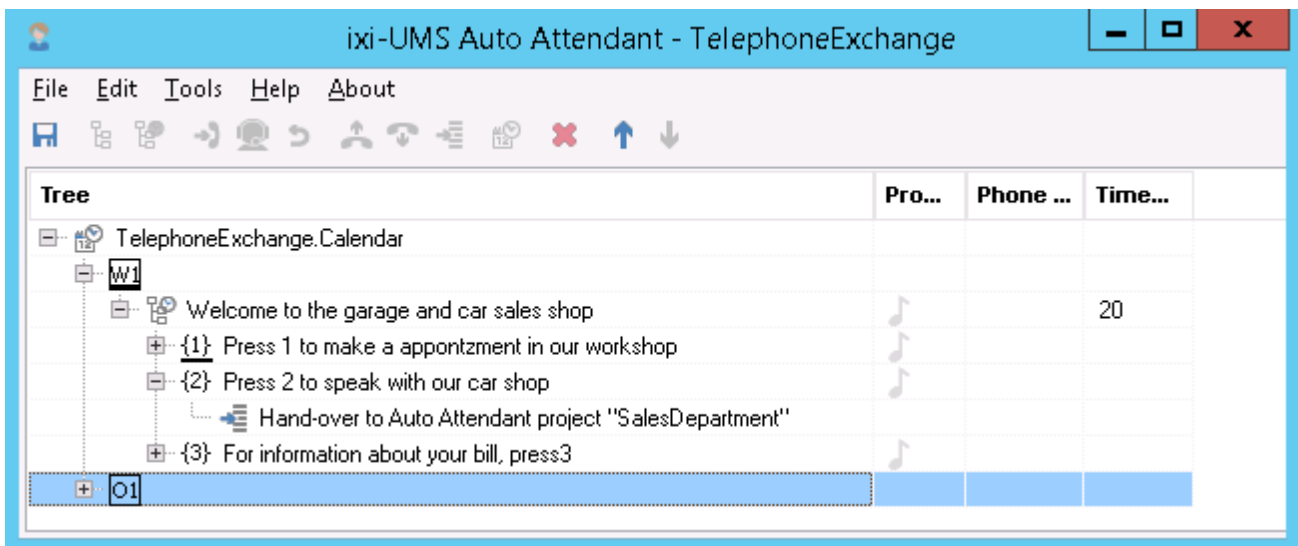 ixi-UMS Auto Attendant - TelephoneExchange
File Edit Tools Help About
Tree Pro... Phone ... Time...
TelephoneExchange.Calendar
W1
Welcome to the garage and car sales shop 20
{1} Press 1 to make a appontzment in our workshop
{2} Press 2 to speak with our car shop
Hand-over to Auto Attendant project "SalesDepartment"
{3} For information about your bill, press3
O1